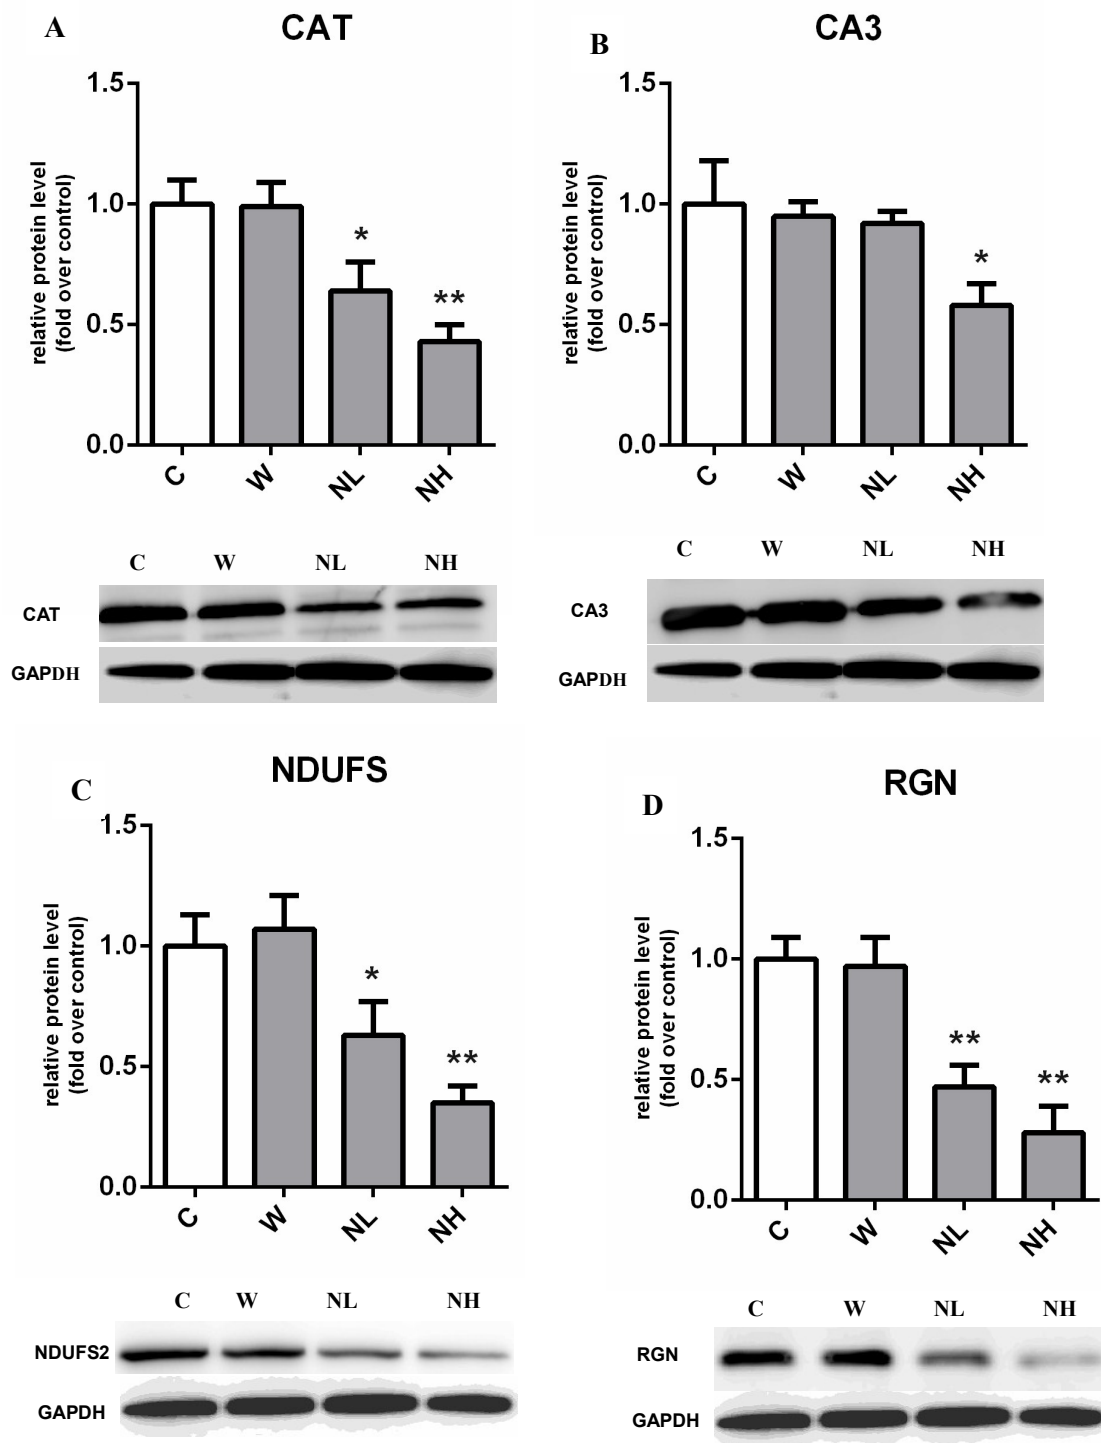 A
CAT
relative protein level
(fold over control)
1.5
1.0
0.5
0.0
*
**
C W NL NH
C W NL NH
CAT
GAPDH
B
CA3
relative protein level
(fold over control)
1.5
1.0
0.5
0.0
*
C W NL NH
C W NL NH
CA3
GAPDH
C
NDUFS
relative protein level
(fold over control)
1.5
1.0
0.5
0.0
*
**
C W NL NH
C W NL NH
NDUFS2
GAPDH
D
RGN
relative protein level
(fold over control)
1.5
1.0
0.5
0.0
**
**
C W NL NH
C W NL NH
RGN
GAPDH